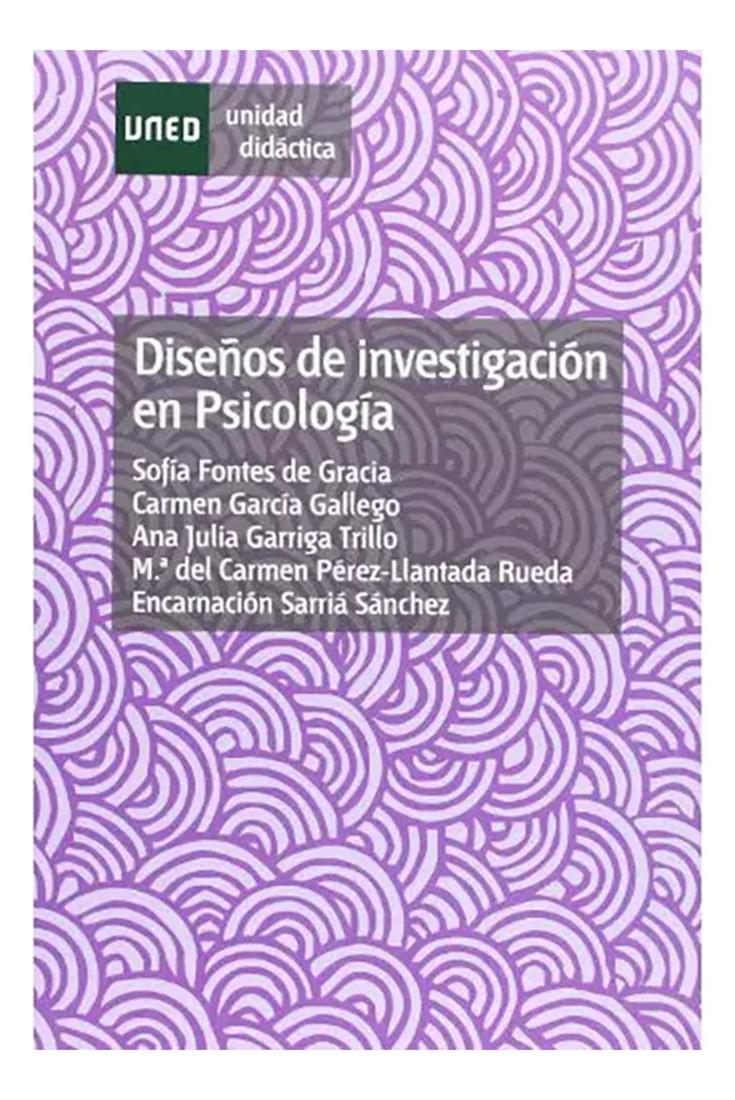 UNED
unidad
didáctica
Diseños de investigación
en Psicología
Sofía Fontes de Gracia
Carmen García Gallego
Ana Julia Garriga Trillo
M.ª del Carmen Pérez-Llantada Rueda
Encarnación Sarriá Sánchez